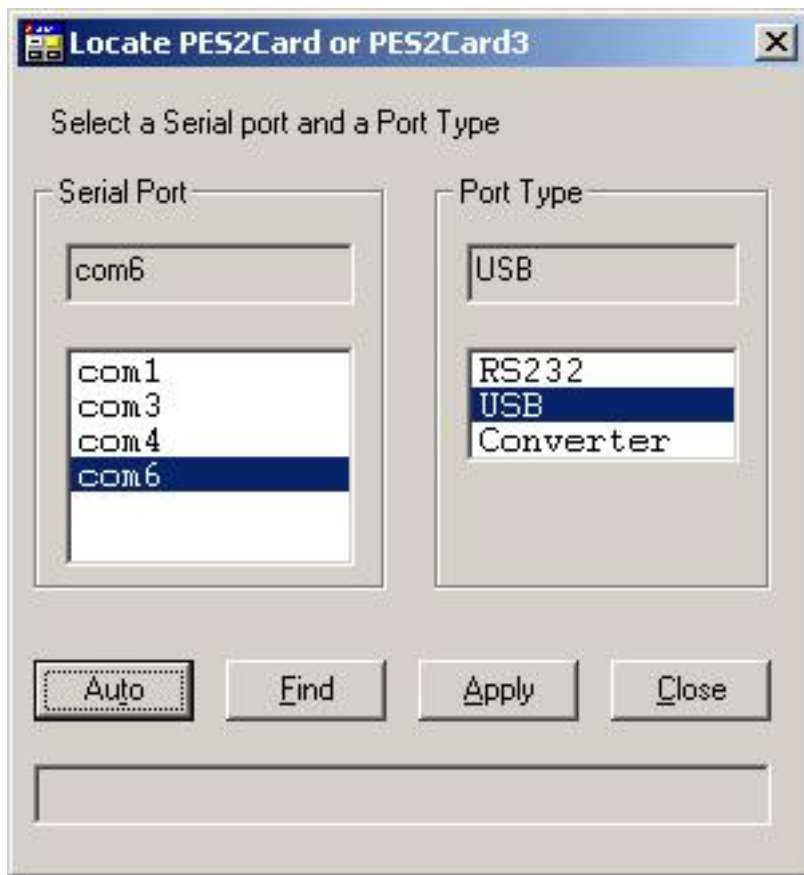 Locate PES2Card or PES2Card3
Select a Serial port and a Port Type
Serial Port
com6
com1
com3
com4
com6
Port Type
USB
RS232
USB
Converter
Auto
Find
Apply
Close